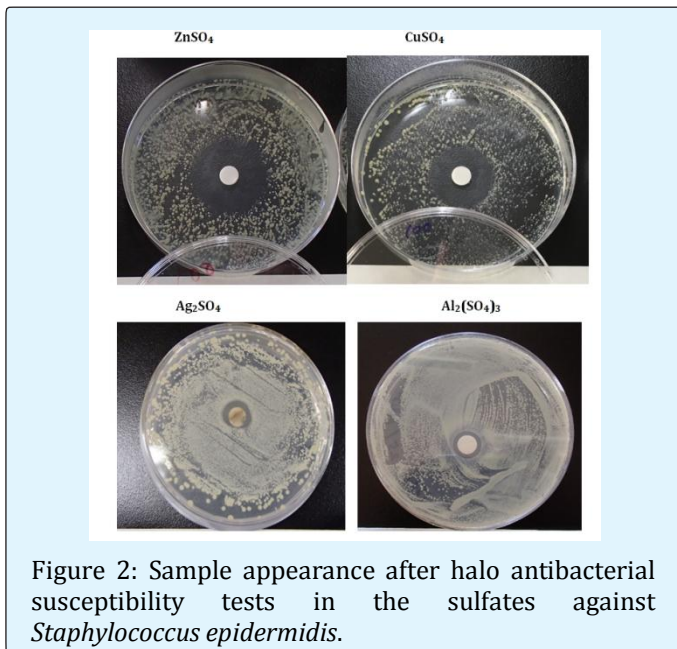 ZnSO₄ CuSO₄
Ag₂SO₄ Al₂(SO₄)₃
Figure 2: Sample appearance after halo antibacterial
susceptibility tests in the sulfates against
Staphylococcus epidermidis.